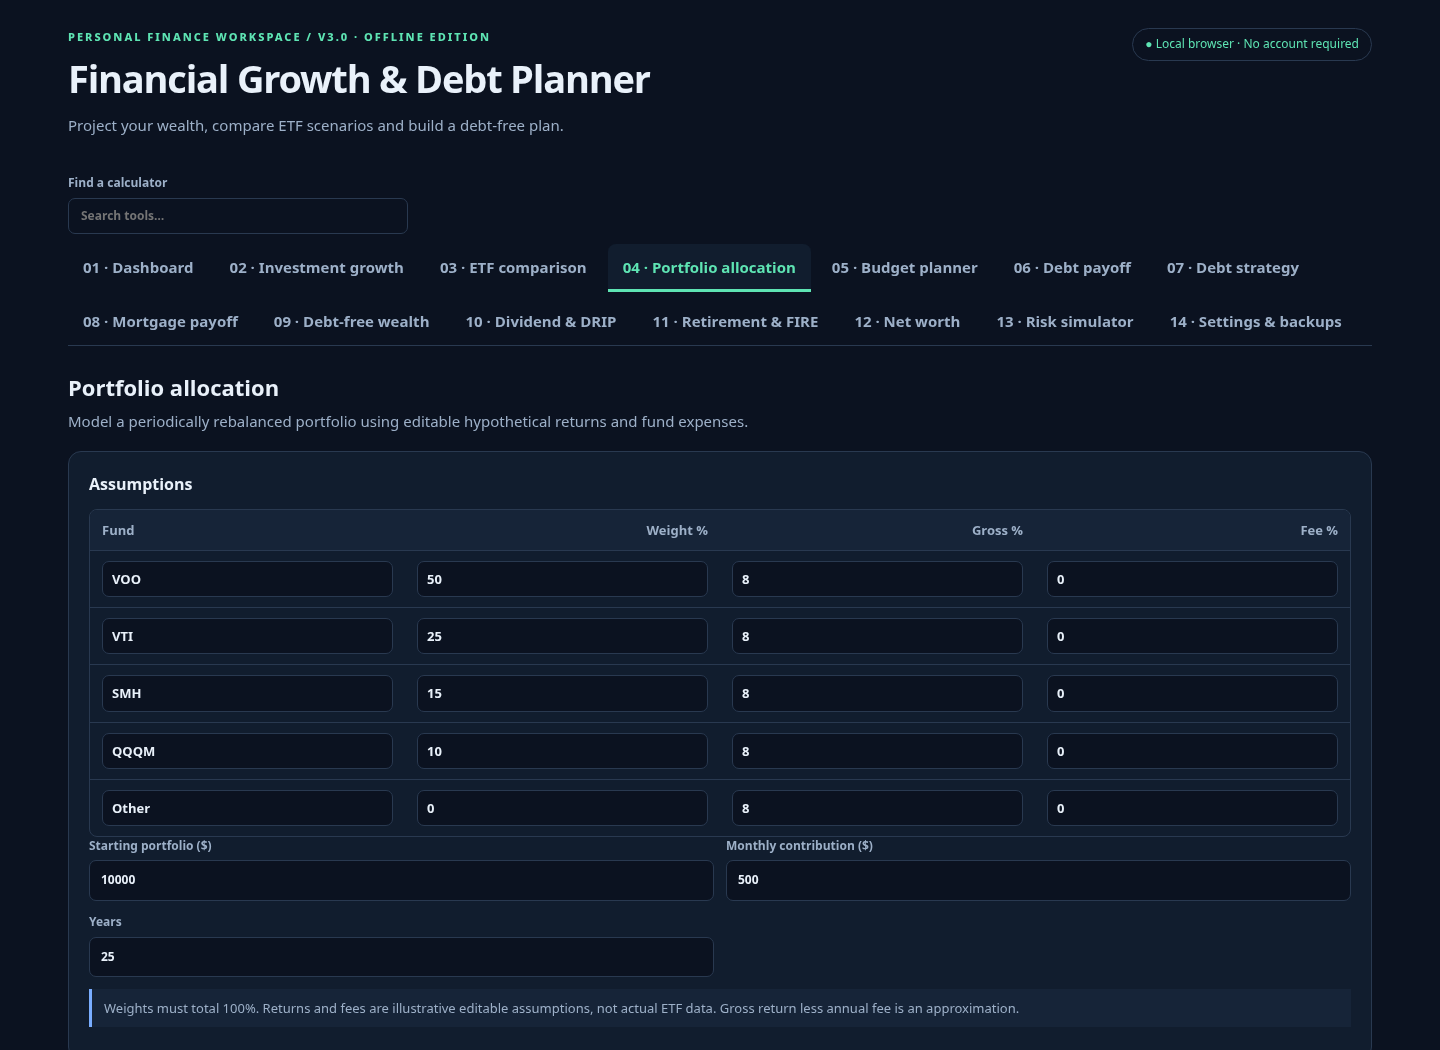 PERSONAL FINANCE WORKSPACE / V3.0 · OFFLINE EDITION
● Local browser · No account required
Financial Growth & Debt Planner
Project your wealth, compare ETF scenarios and build a debt-free plan.
Find a calculator
Search tools...
01 · Dashboard 02 · Investment growth 03 · ETF comparison 04 · Portfolio allocation 05 · Budget planner 06 · Debt payoff 07 · Debt strategy
08 · Mortgage payoff 09 · Debt-free wealth 10 · Dividend & DRIP 11 · Retirement & FIRE 12 · Net worth 13 · Risk simulator 14 · Settings & backups
Portfolio allocation
Model a periodically rebalanced portfolio using editable hypothetical returns and fund expenses.
Assumptions
Fund Weight % Gross % Fee %
VOO 50 8 0
VTI 25 8 0
SMH 15 8 0
QQQM 10 8 0
Other 0 8 0
Starting portfolio ($) Monthly contribution ($)
10000 500
Years
25
Weights must total 100%. Returns and fees are illustrative editable assumptions, not actual ETF data. Gross return less annual fee is an approximation.